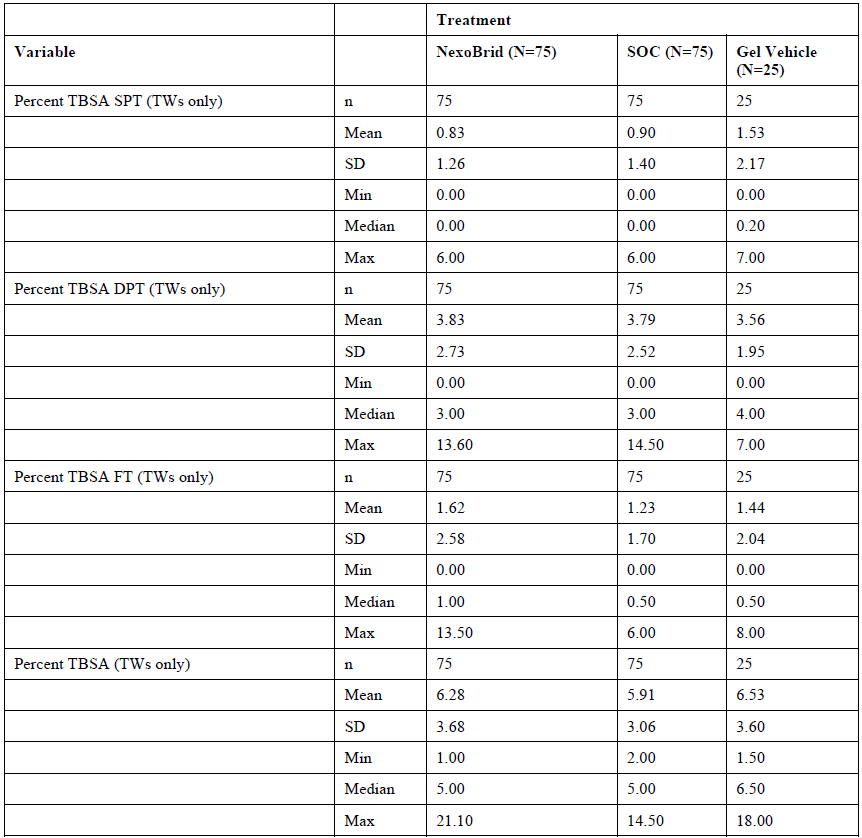 Treatment
Variable NexoBrid (N=75) SOC (N=75) Gel Vehicle (N=25)
Percent TBSA SPT (TWs only) n 75 75 25
Mean 0.83 0.90 1.53
SD 1.26 1.40 2.17
Min 0.00 0.00 0.00
Median 0.00 0.00 0.20
Max 6.00 6.00 7.00
Percent TBSA DPT (TWs only) n 75 75 25
Mean 3.83 3.79 3.56
SD 2.73 2.52 1.95
Min 0.00 0.00 0.00
Median 3.00 3.00 4.00
Max 13.60 14.50 7.00
Percent TBSA FT (TWs only) n 75 75 25
Mean 1.62 1.23 1.44
SD 2.58 1.70 2.04
Min 0.00 0.00 0.00
Median 1.00 0.50 0.50
Max 13.50 6.00 8.00
Percent TBSA (TWs only) n 75 75 25
Mean 6.28 5.91 6.53
SD 3.68 3.06 3.60
Min 1.00 2.00 1.50
Median 5.00 5.00 6.50
Max 21.10 14.50 18.00